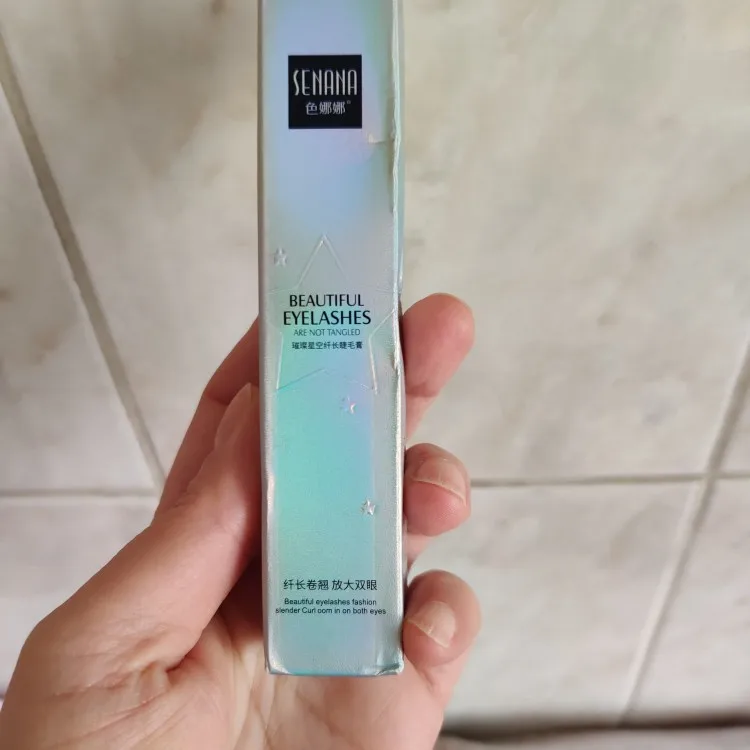 SENANA
色娜娜®
BEAUTIFUL
EYELASHES
ARE NOT TANGLED
璀璨星空纤长睫毛膏
纤长卷翘 放大双眼
Beautiful eyelashes fashion
slender Curl oom in on both eyes